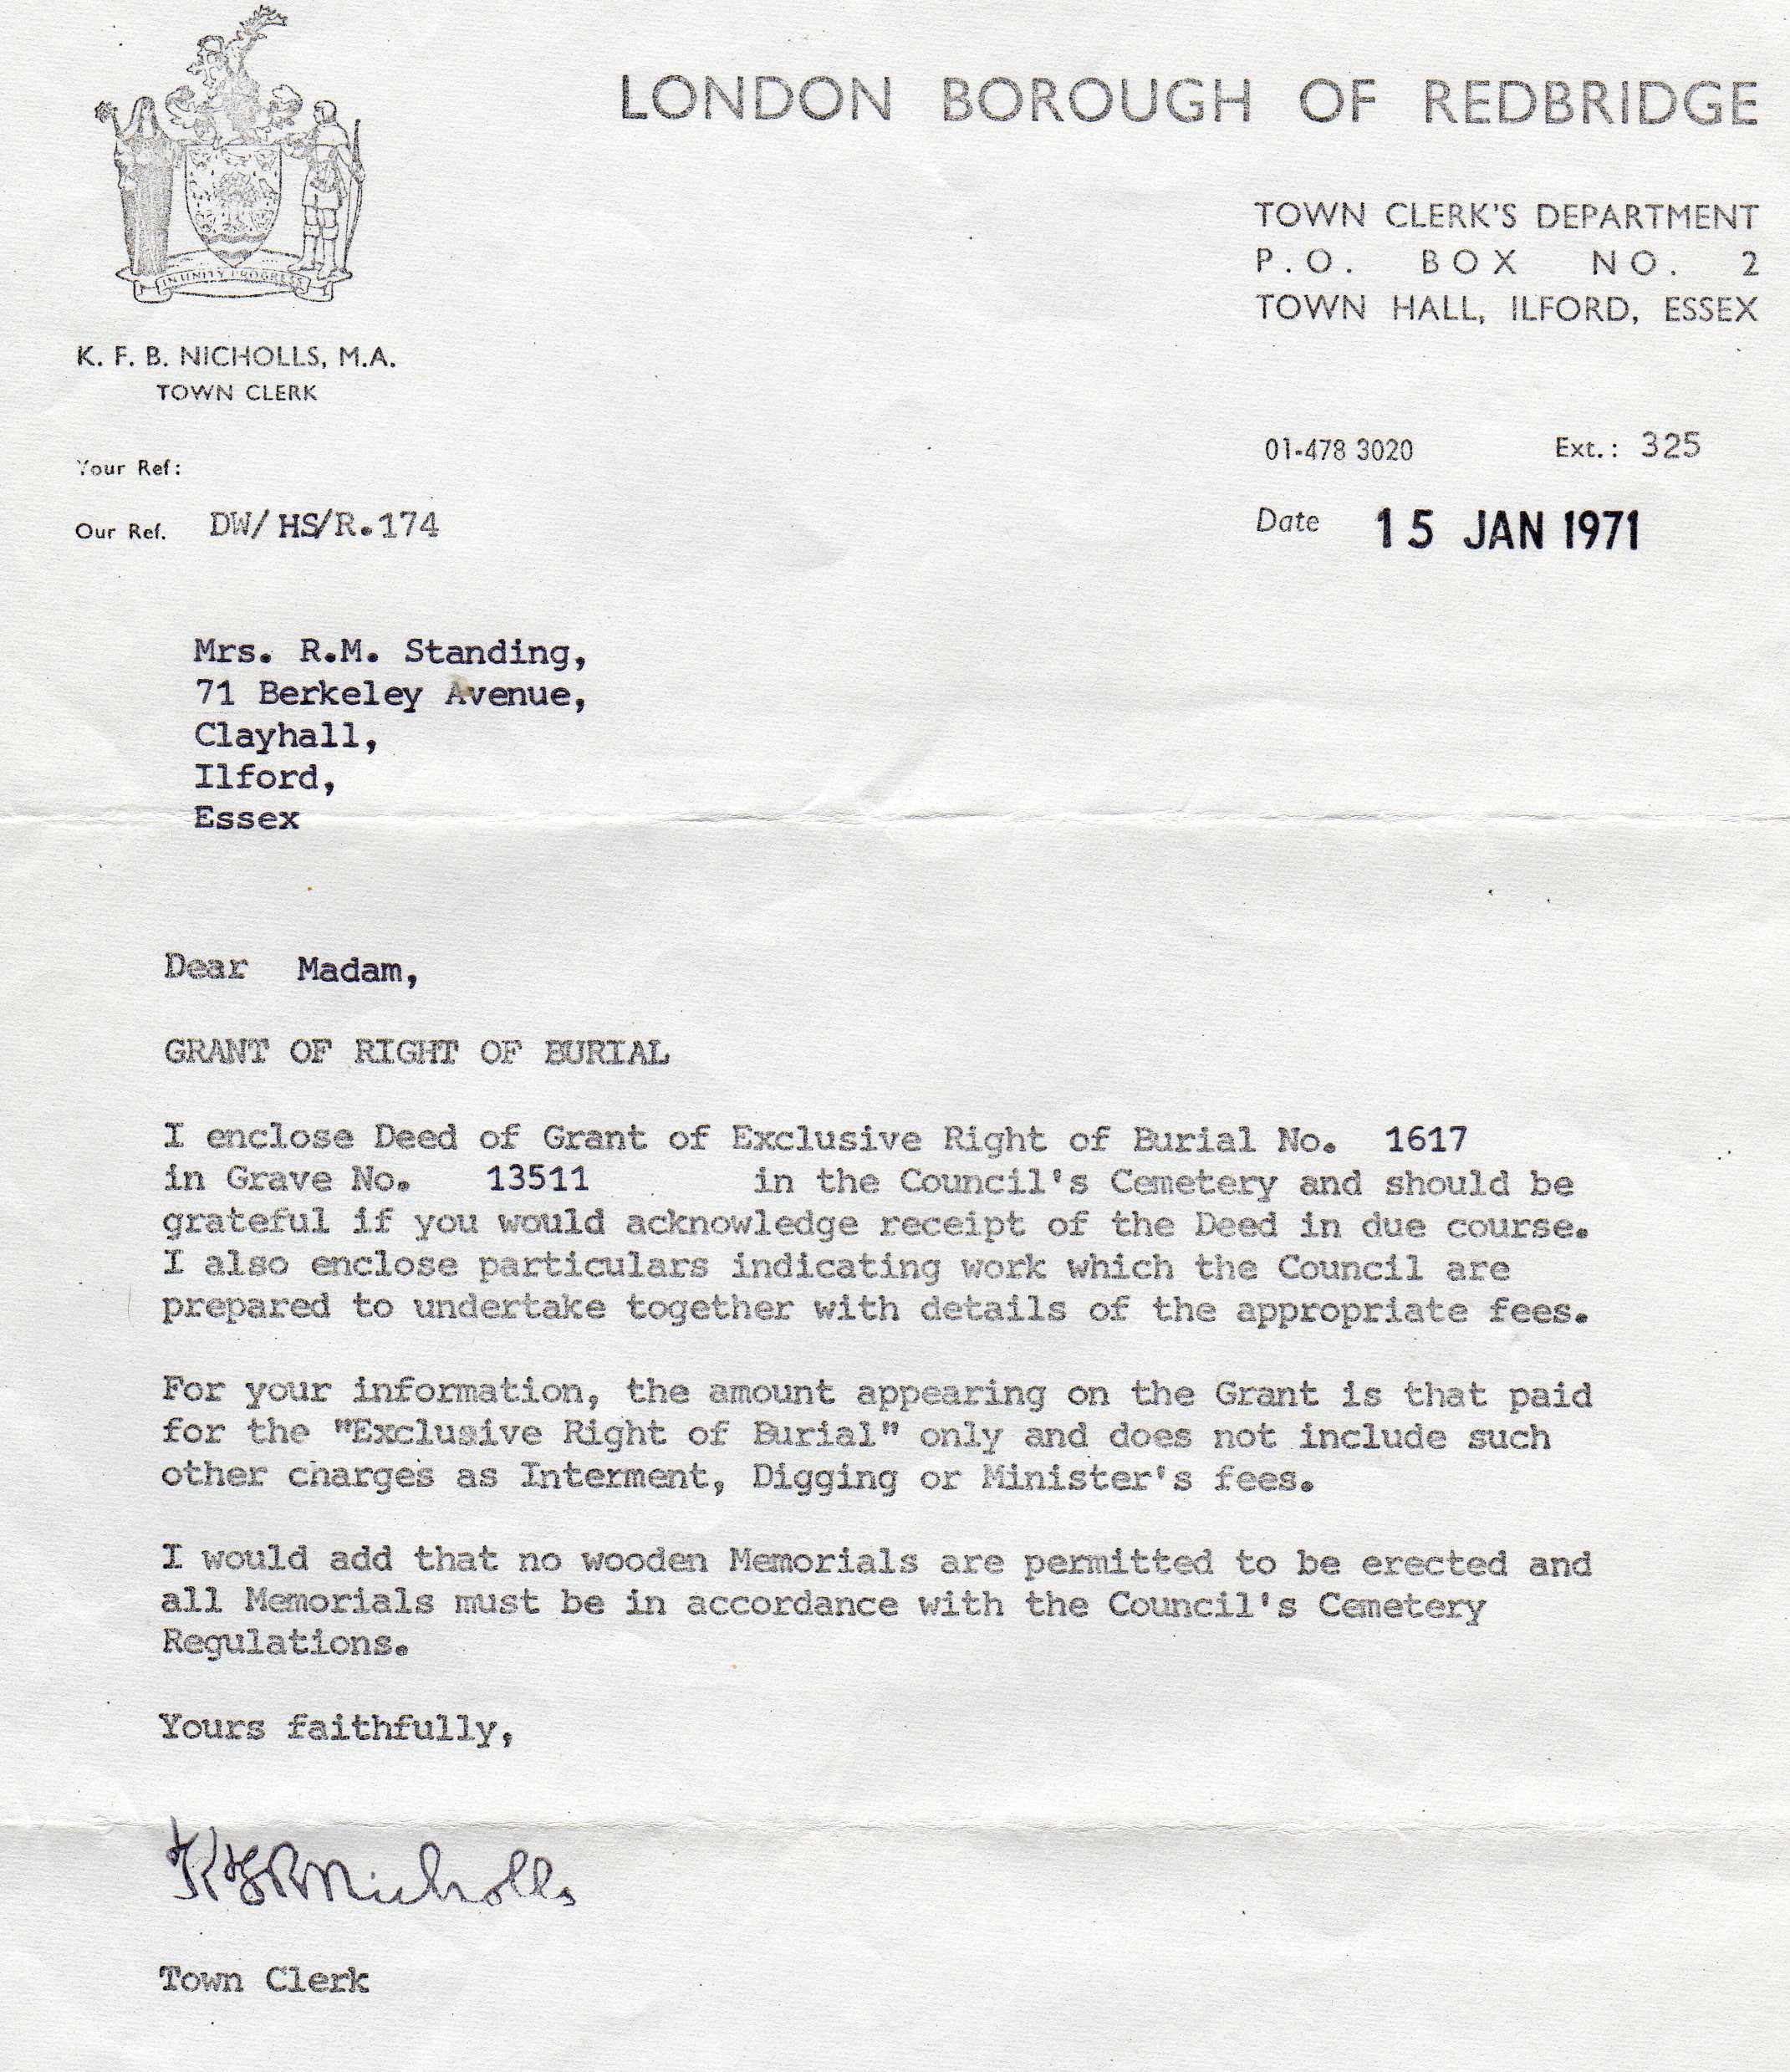 IN UNITY PROGRESS
LONDON BOROUGH OF REDBRIDGE
TOWN CLERK'S DEPARTMENT
P.O. BOX NO. 2
TOWN HALL, ILFORD, ESSEX
K. F. B. NICHOLLS, M.A.
TOWN CLERK
01-478 3020 Ext.: 325
Your Ref:
Our Ref. DW/HS/R.174
Date 15 JAN 1971
Mrs. R.M. Standing,
71 Berkeley Avenue,
Clayhall,
Ilford,
Essex
Dear Madam,
GRANT OF RIGHT OF BURIAL
I enclose Deed of Grant of Exclusive Right of Burial No. 1617
in Grave No. 13511 in the Council's Cemetery and should be
grateful if you would acknowledge receipt of the Deed in due course.
I also enclose particulars indicating work which the Council are
prepared to undertake together with details of the appropriate fees.
For your information, the amount appearing on the Grant is that paid
for the "Exclusive Right of Burial" only and does not include such
other charges as Interment, Digging or Minister's fees.
I would add that no wooden Memorials are permitted to be erected and
all Memorials must be in accordance with the Council's Cemetery
Regulations.
Yours faithfully,
KFBNicholls
Town Clerk